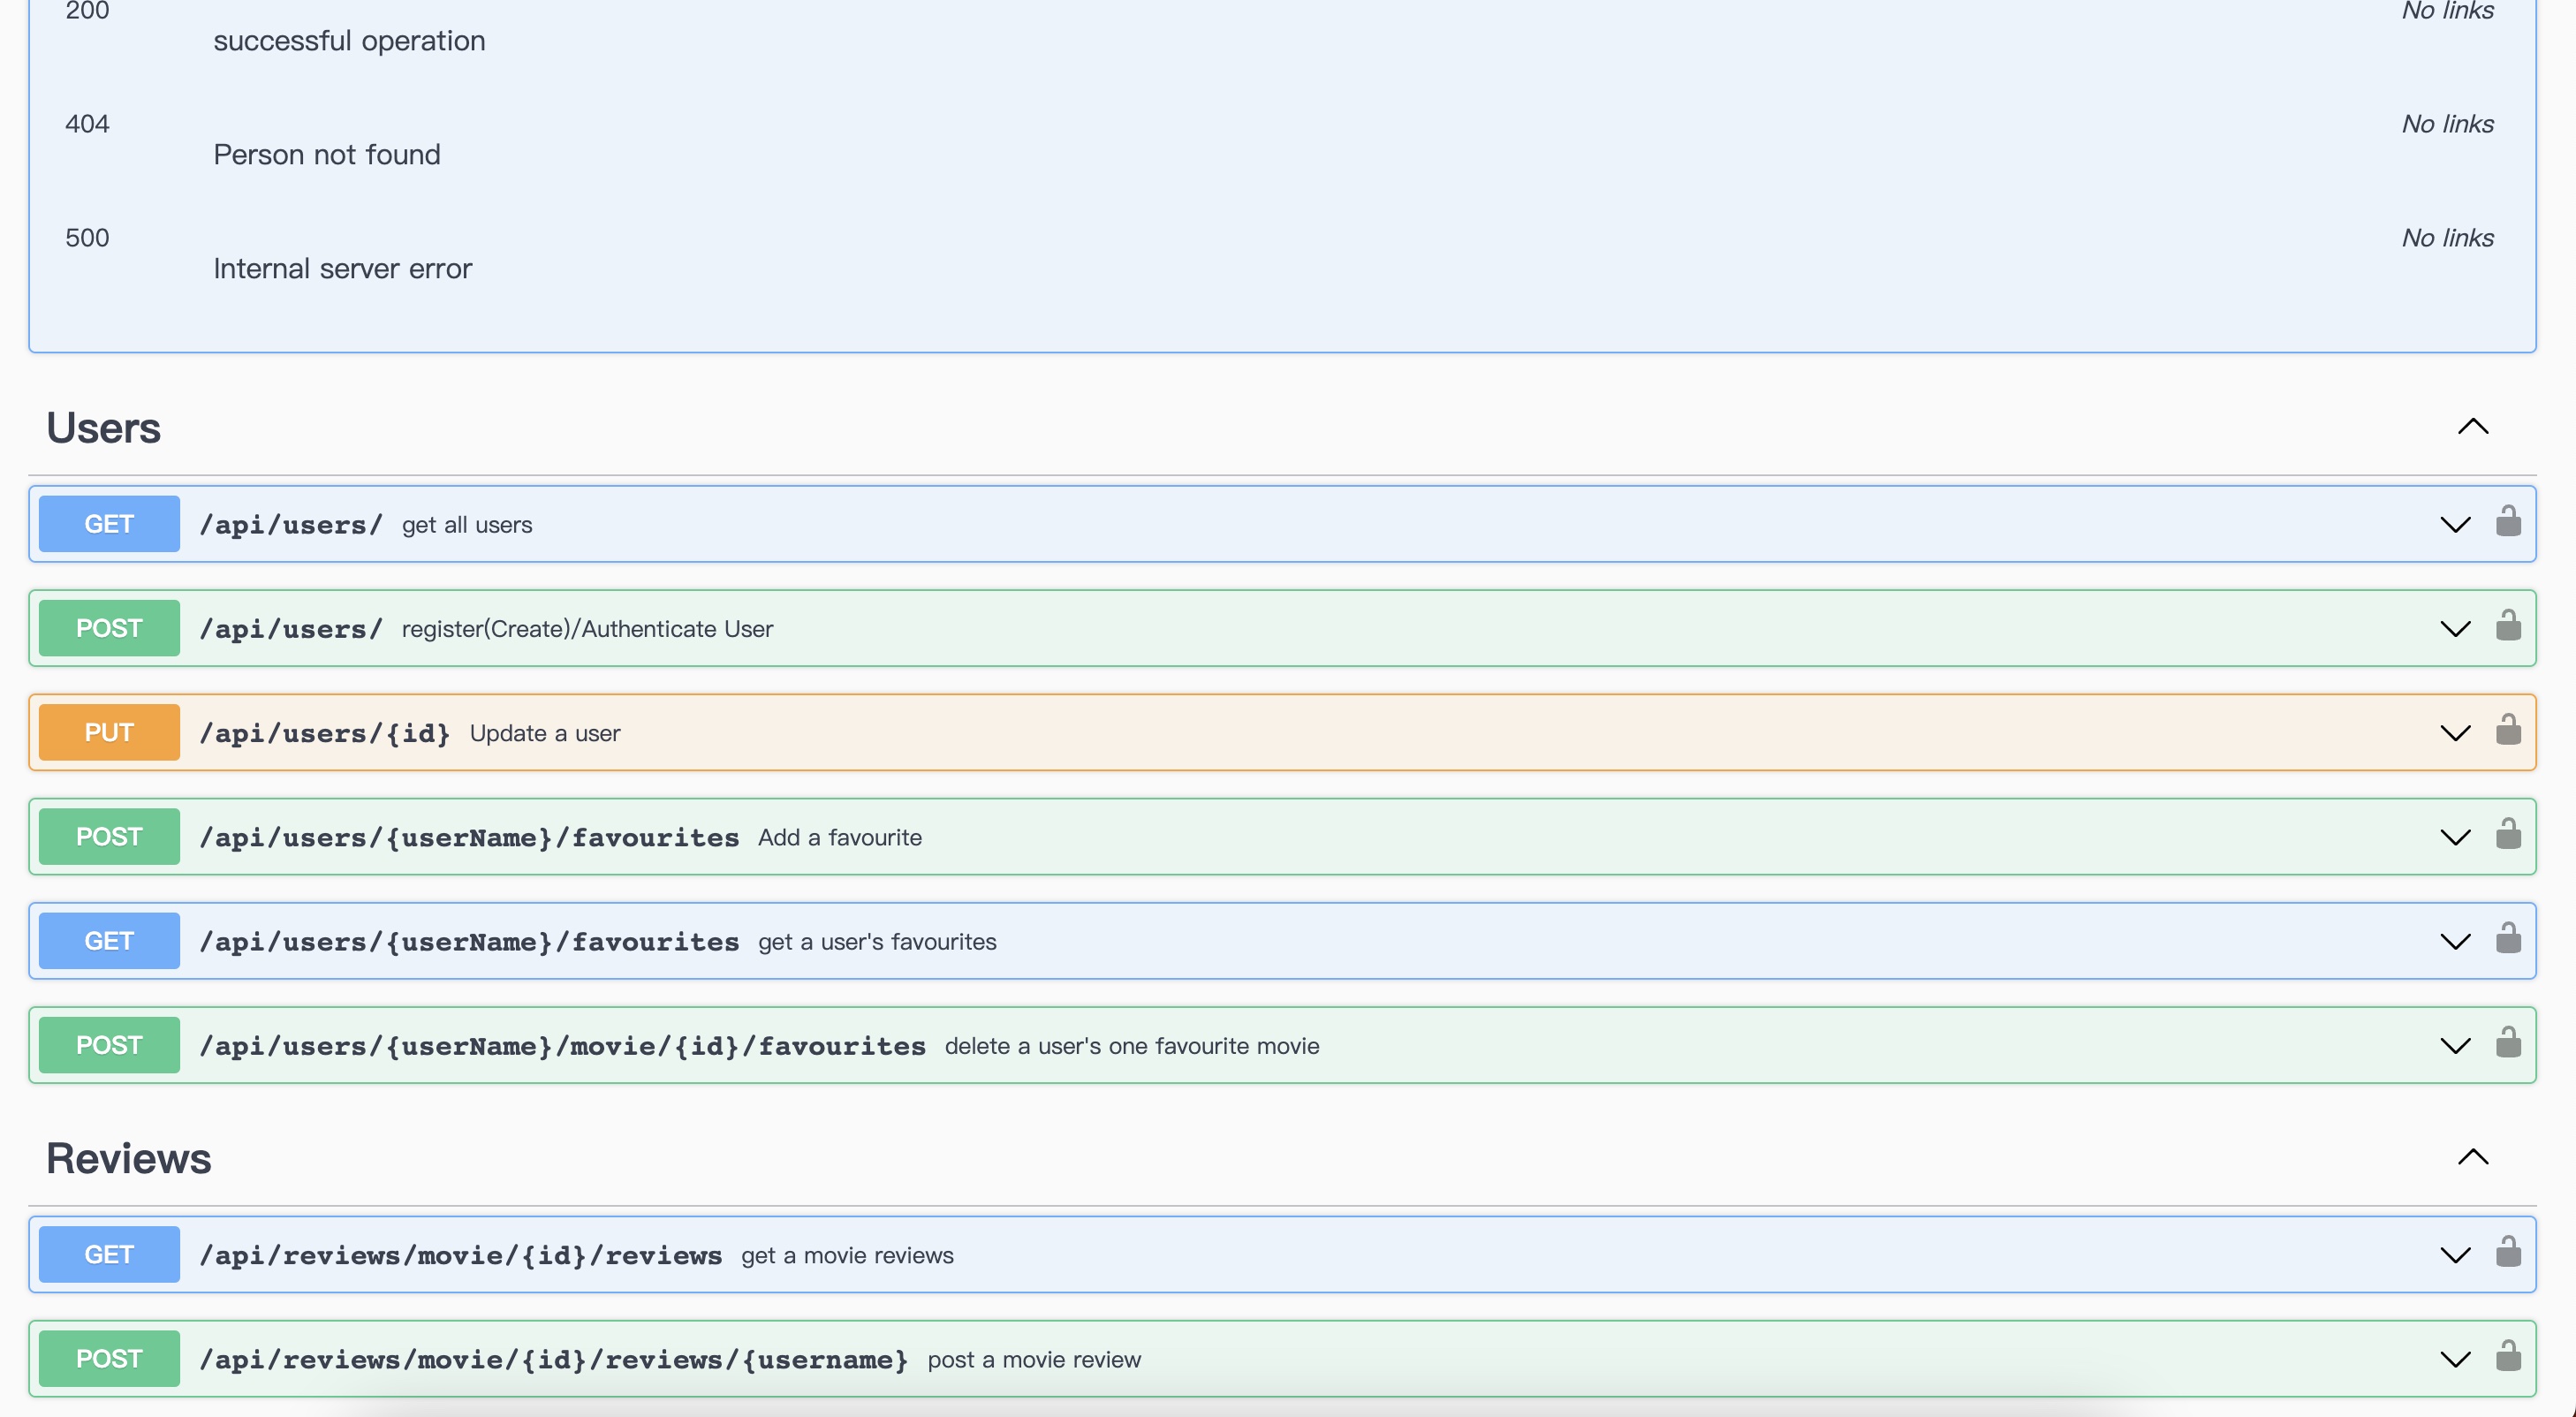 200 No links
successful operation
404 No links
Person not found
500 No links
Internal server error
Users
GET /api/users/ get all users
POST /api/users/ register(Create)/Authenticate User
PUT /api/users/{id} Update a user
POST /api/users/{userName}/favourites Add a favourite
GET /api/users/{userName}/favourites get a user's favourites
POST /api/users/{userName}/movie/{id}/favourites delete a user's one favourite movie
Reviews
GET /api/reviews/movie/{id}/reviews get a movie reviews
POST /api/reviews/movie/{id}/reviews/{username} post a movie review